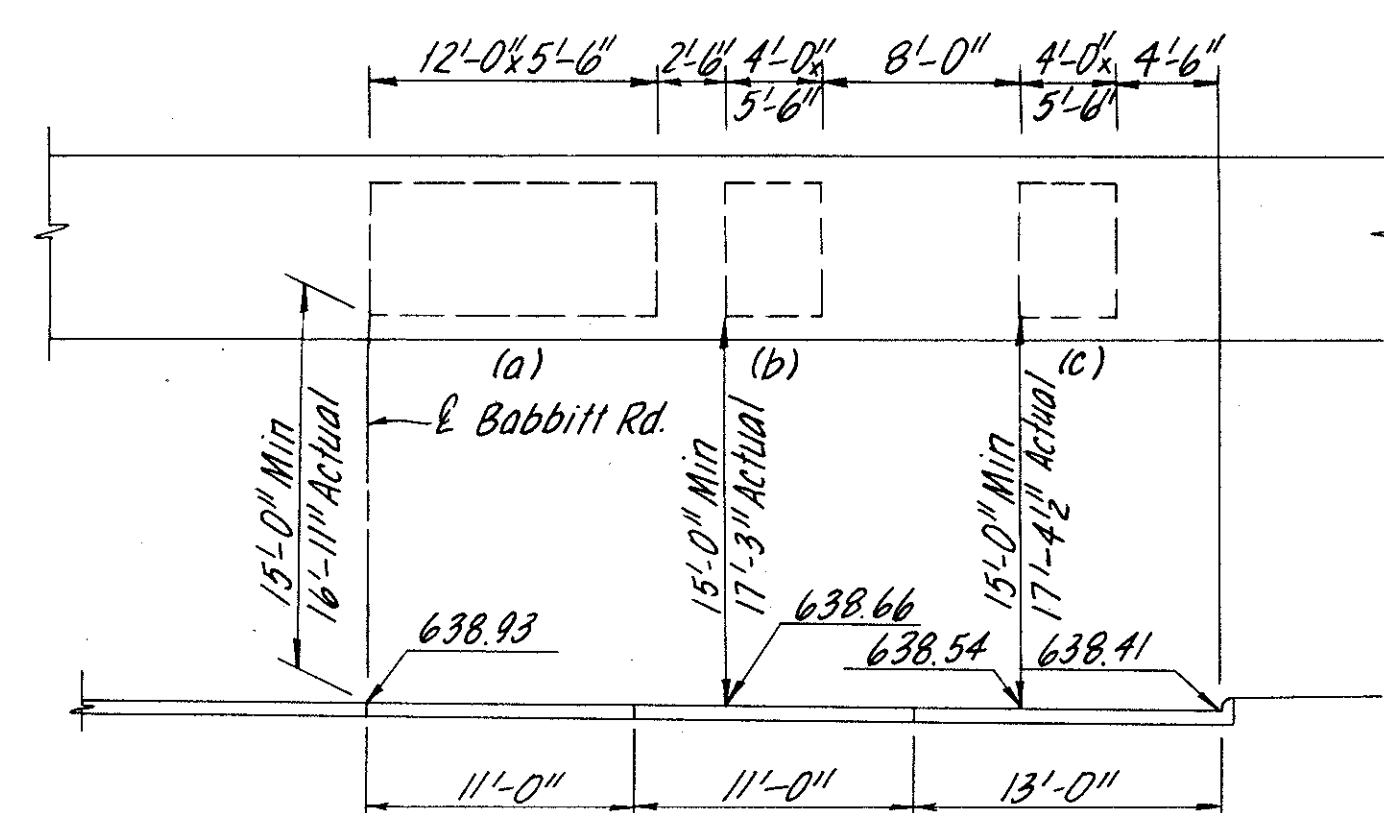 12'-0"x5'-6" 2'-6" 4'-0"x 8'-0" 4'-0"x 4'-6"
5'-6" 5'-6"
(a) (b) (c)
℄ Babbitt Rd.
15'-0" Min
16'-11" Actual
15'-0" Min
17'-3" Actual
15'-0" Min
17'-4½" Actual
638.93
638.66
638.54
638.41
11'-0" 11'-0" 13'-0"